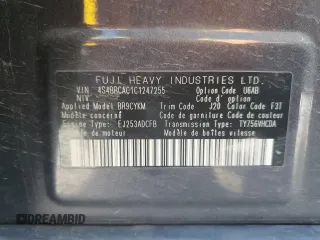 FUJI HEAVY INDUSTRIES LTD.
V.I.N. 4S4BRCAC1C1247255 Option Code U6AB
N.I.V. Code d'option
Applied Model BR9CYKM Trim Code J20 Color Code F3T
Modèle concerné Code de garniture Code de couleur
Engine Type EJ253ADCFB Transmission Type TY756VHCDA
Type de moteur Modèle de boîtes vitesse
DREAMBID